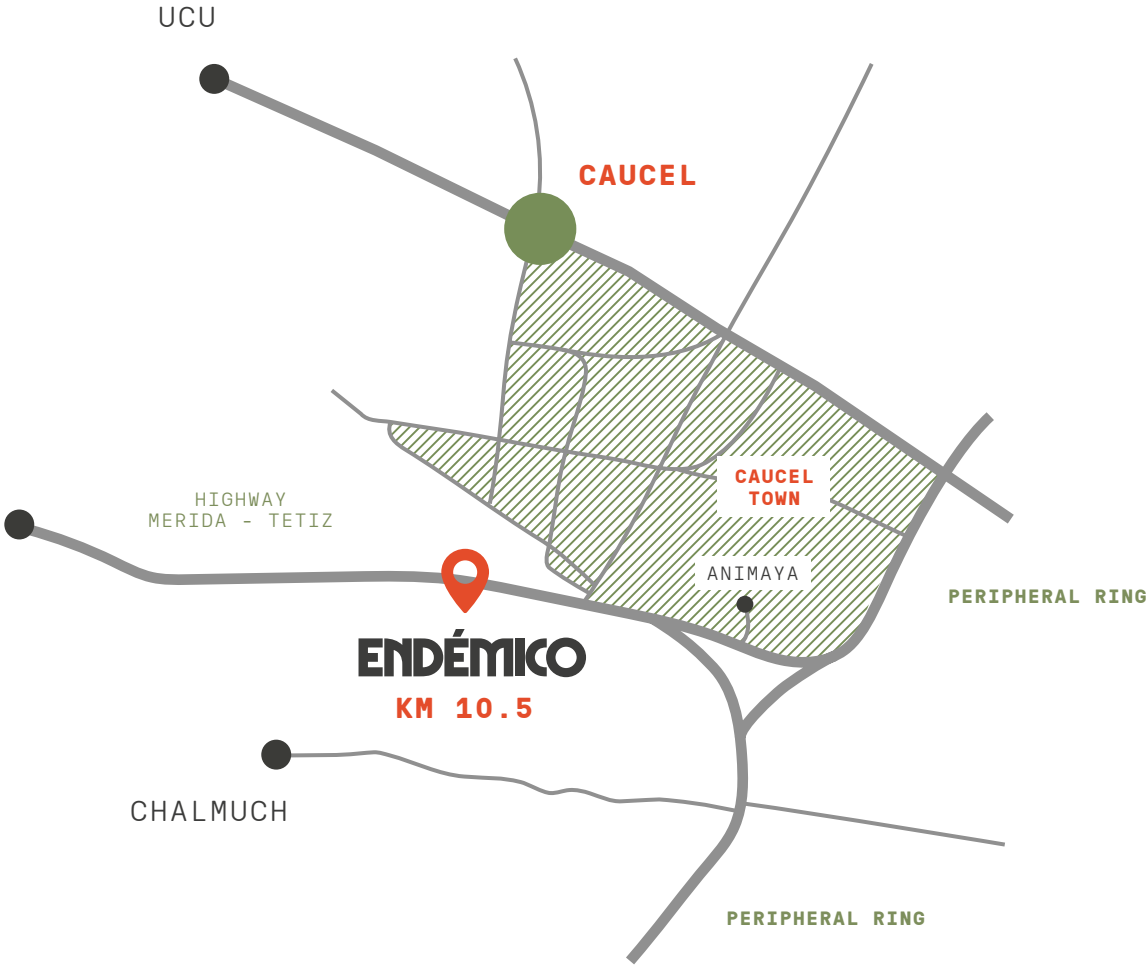 UCU
CAUCEL
CAUCEL
TOWN
HIGHWAY
MERIDA - TETIZ
ANIMAYA
PERIPHERAL RING
ENDÉMICO
KM 10.5
CHALMUCH
PERIPHERAL RING